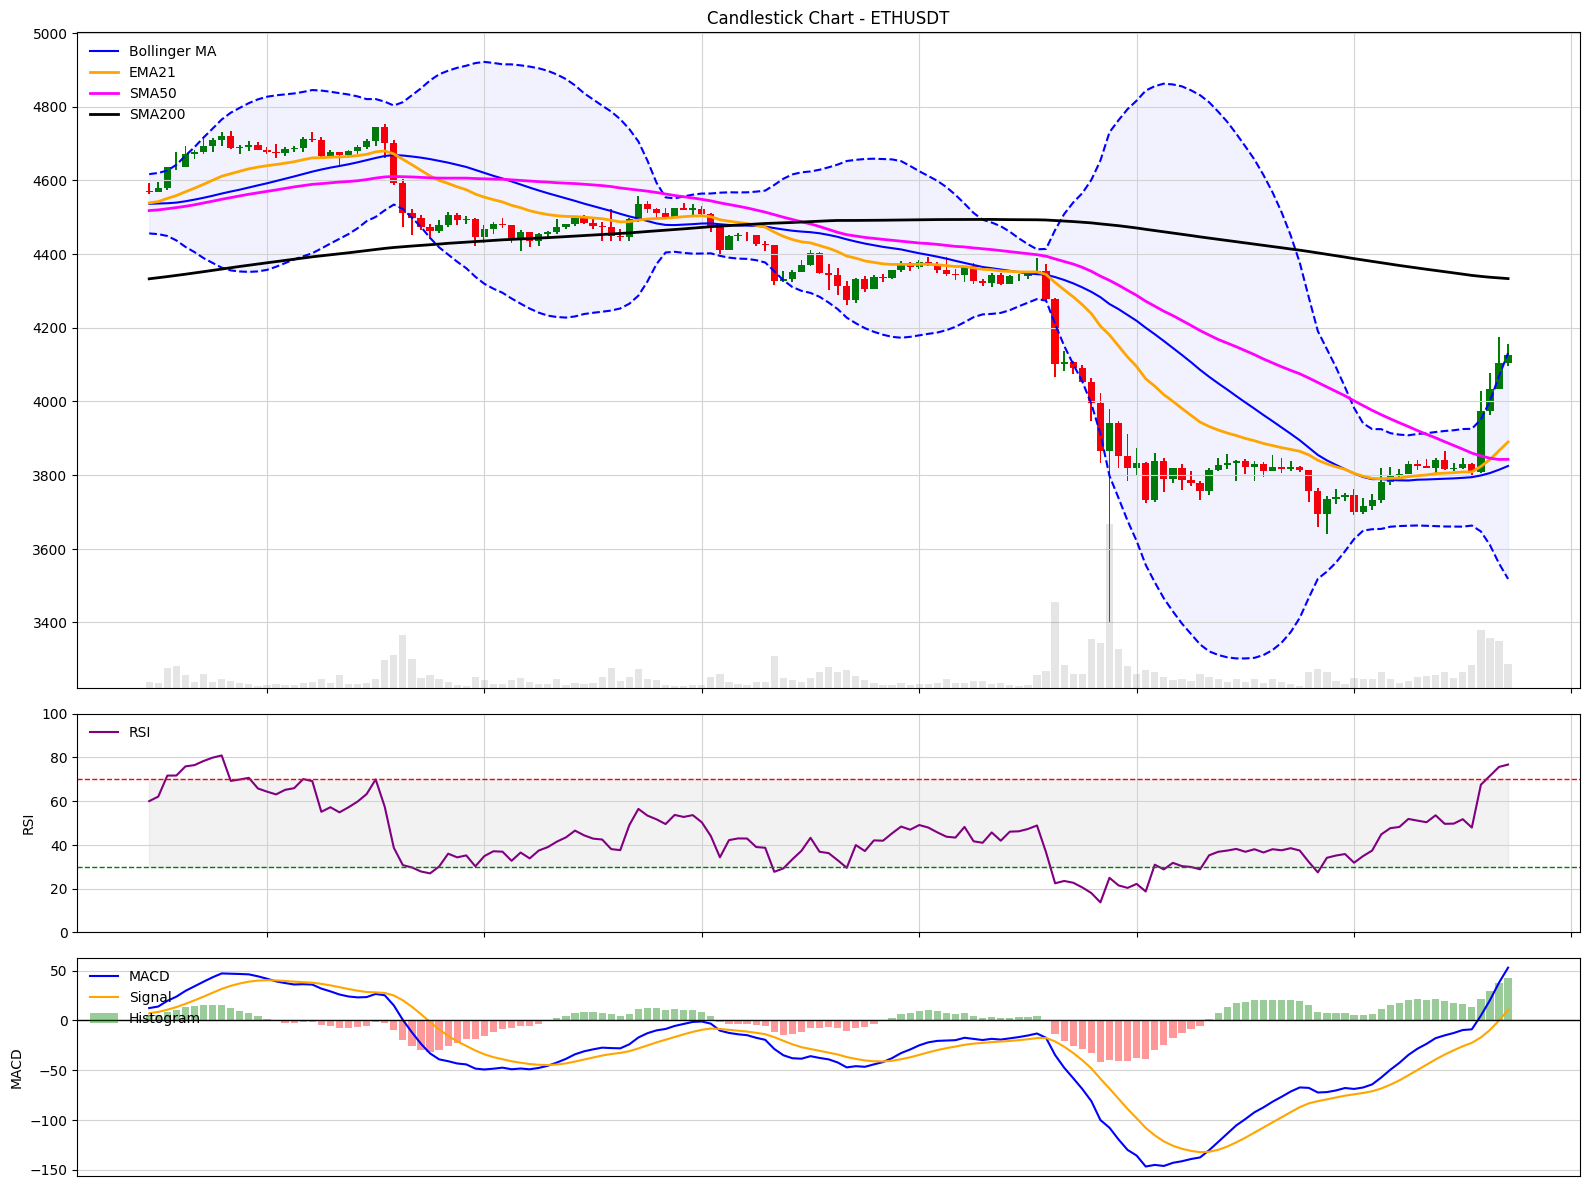 Candlestick Chart - ETHUSDT
Bollinger MA
EMA21
SMA50
SMA200
5000
4800
4600
4400
4200
4000
3800
3600
3400
RSI
100
80
60
40
20
0
RSI
MACD
Signal
Histogram
50
0
−50
−100
−150
MACD